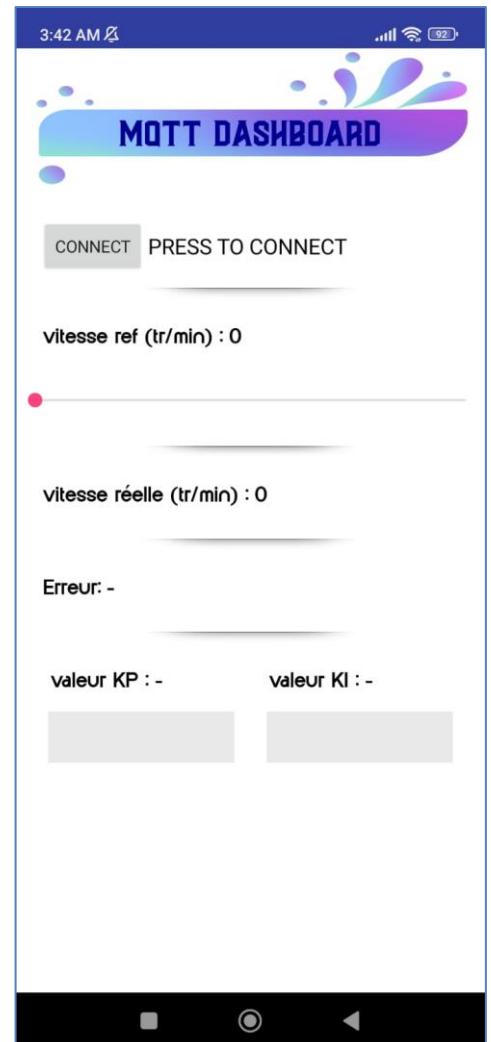 3:42 AM 92
MQTT DASHBOARD
CONNECT PRESS TO CONNECT
vitesse ref (tr/min) : 0
vitesse réelle (tr/min) : 0
Erreur: -
valeur KP : - valeur KI : -